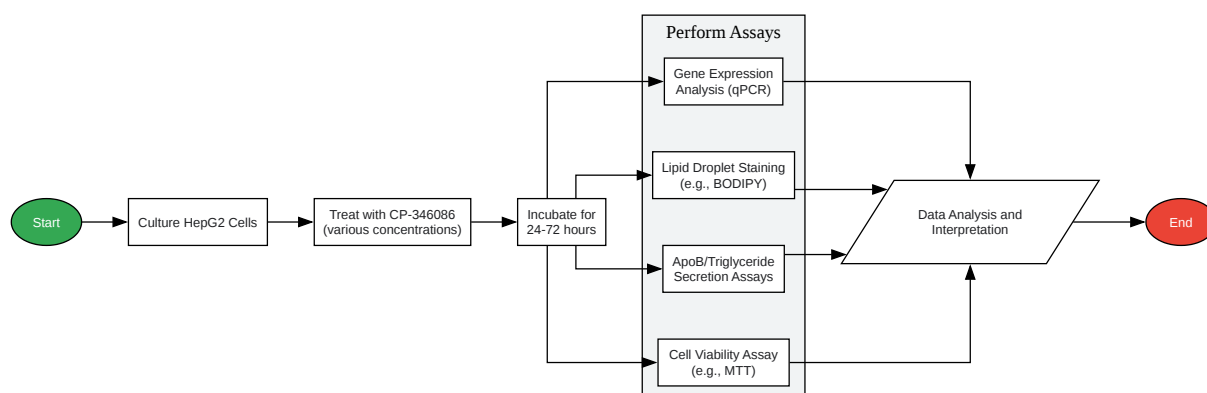 Perform Assays
Gene Expression
Analysis (qPCR)
Lipid Droplet Staining
(e.g., BODIPY)
Start
Culture HepG2 Cells
Treat with CP-346086
(various concentrations)
Incubate for
24-72 hours
Data Analysis and
Interpretation
End
ApoB/Triglyceride
Secretion Assays
Cell Viability Assay
(e.g., MTT)